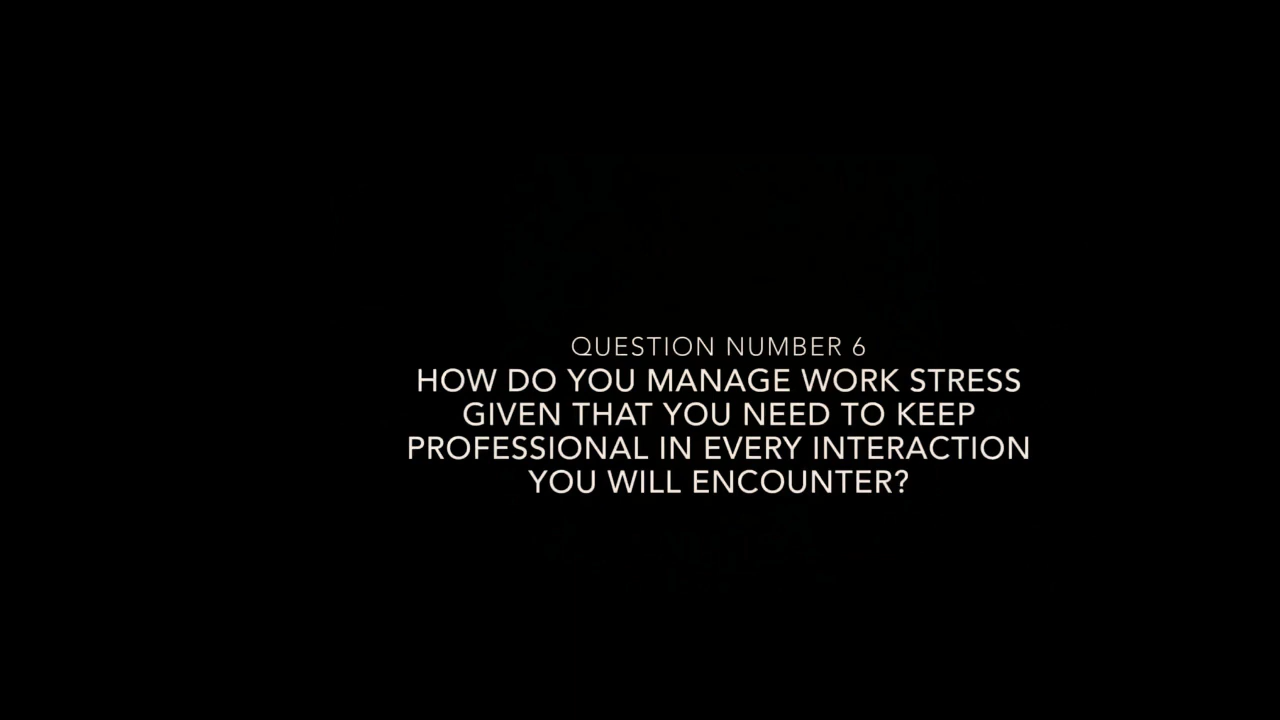 QUESTION NUMBER 6
HOW DO YOU MANAGE WORK STRESS
GIVEN THAT YOU NEED TO KEEP
PROFESSIONAL IN EVERY INTERACTION
YOU WILL ENCOUNTER?